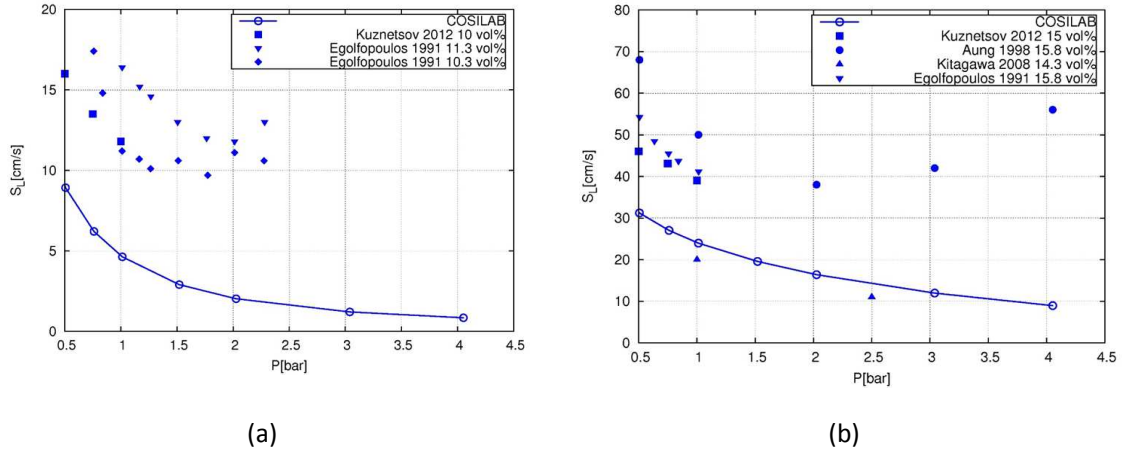 COSILAB
Kuznetsov 2012 10 vol%
Egolfopoulos 1991 11.3 vol%
Egolfopoulos 1991 10.3 vol%
20
15
10
5
0
S_L[cm/s]
0.5 1 1.5 2 2.5 3 3.5 4 4.5
P[bar]
(a)
COSILAB
Kuznetsov 2012 15 vol%
Aung 1998 15.8 vol%
Kitagawa 2008 14.3 vol%
Egolfopoulos 1991 15.8 vol%
80
70
60
50
40
30
20
10
0
S_L[cm/s]
0.5 1 1.5 2 2.5 3 3.5 4 4.5
P[bar]
(b)